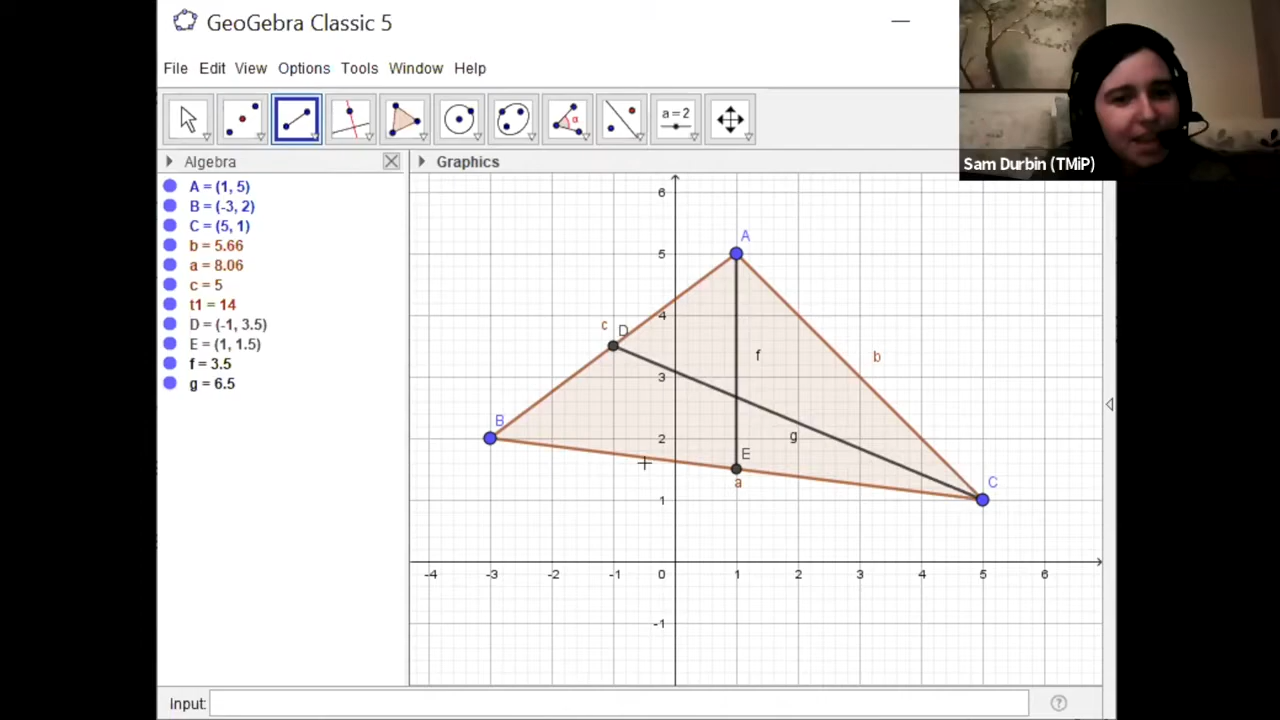 GeoGebra Classic 5
File Edit View Options Tools Window Help
a = 2
Sam Durbin (TMiP)
Algebra
Graphics
A = (1, 5)
B = (-3, 2)
C = (5, 1)
b = 5.66
a = 8.06
c = 5
t1 = 14
D = (-1, 3.5)
E = (1, 1.5)
f = 3.5
g = 6.5
6
A
5
4
c D
f
b
3
B
g
2
E
a
C
1
-4 -3 -2 -1 0 1 2 3 4 5 6
-1
Input: